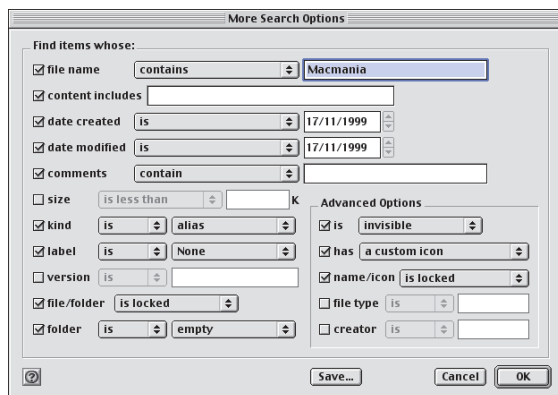 More Search Options
Find items whose:
file name contains Macmania
content includes
date created is 17/11/1999
date modified is 17/11/1999
comments contain
size is less than K
kind is alias
label is None
version is
file/folder is locked
folder is empty
Advanced Options
is invisible
has a custom icon
name/icon is locked
file type is
creator is
?
Save...
Cancel
OK